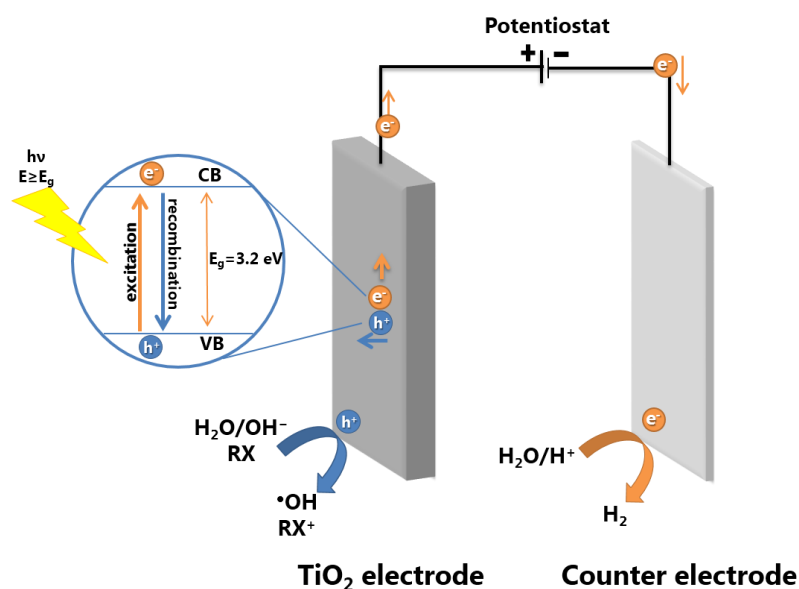 Potentiostat
+ −
e⁻
e⁻
hν
E≥Eg
e⁻ CB
excitation
recombination
Eg=3.2 eV
h⁺ VB
e⁻
h⁺
h⁺
H₂O/OH⁻
RX
•OH
RX⁺
e⁻
H₂O/H⁺
H₂
TiO₂ electrode
Counter electrode